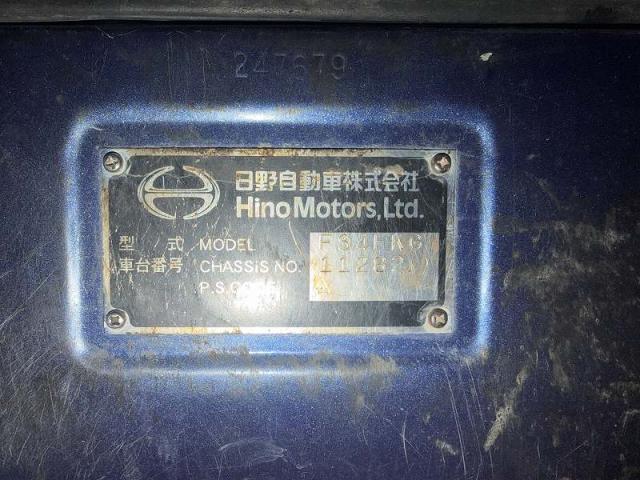 247679
日野自動車株式会社
Hino Motors, Ltd.
型 式 MODEL
車台番号 CHASSIS NO.
P.S.CODE
A